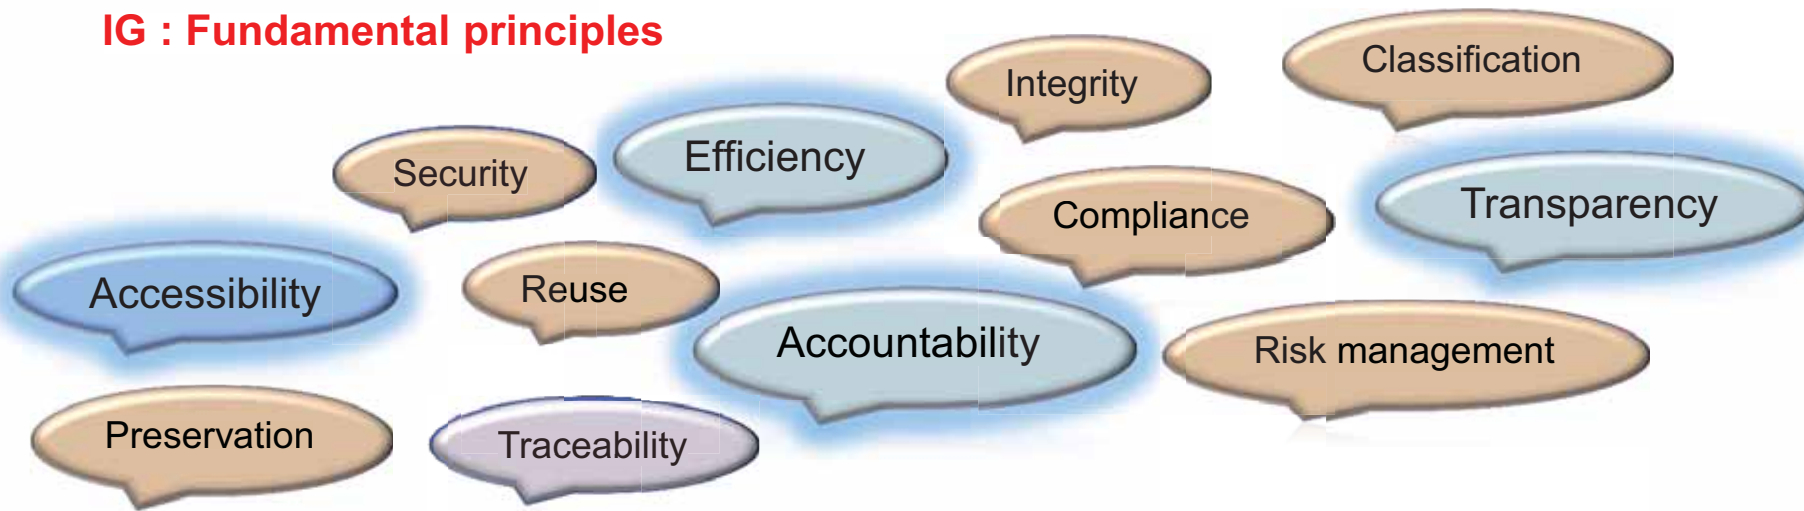 IG : Fundamental principles
Integrity
Classification
Security
Efficiency
Compliance
Transparency
Accessibility
Reuse
Accountability
Risk management
Preservation
Traceability